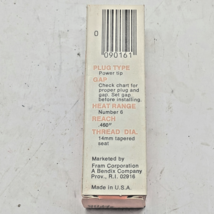 0
090161
PLUG TYPE
Power tip
GAP
Check chart for
proper plug and
gap. Set gap
before installing.
HEAT RANGE
Number 6
REACH
.460"
THREAD DIA.
14mm tapered
seat
Marketed by
Fram Corporation
A Bendix Company
Prov., R.I. 02916
Made in U.S.A.